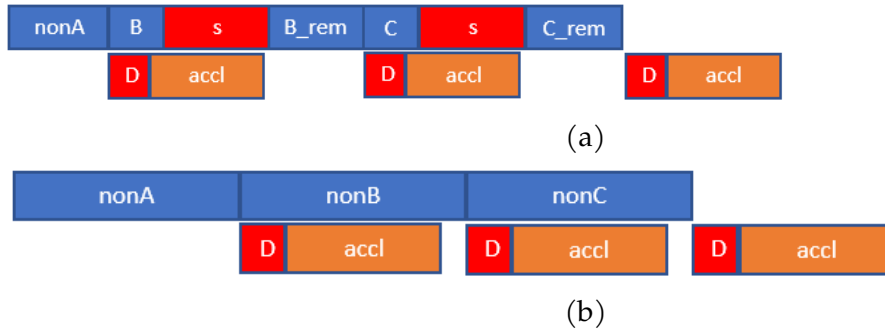 nonA B s B_rem C s C_rem
D accl D accl D accl
(a)
nonA nonB nonC
D accl D accl D accl
(b)